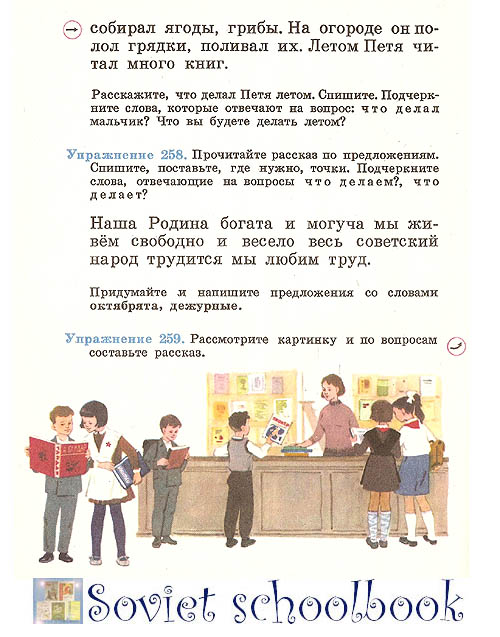 собирал ягоды, грибы. На огороде он по-
лол грядки, поливал их. Летом Петя чи-
тал много книг.
Расскажите, что делал Петя летом. Спишите. Подчерк-
ните слова, которые отвечают на вопрос: что делал
мальчик? Что вы будете делать летом?
Упражнение 258. Прочитайте рассказ по предложениям.
Спишите, поставьте, где нужно, точки. Подчеркните
слова, отвечающие на вопросы что делаем?, что
делает?
Наша Родина богата и могуча мы жи-
вём свободно и весело весь советский
народ трудится мы любим труд.
Придумайте и напишите предложения со словами
октябрята, дежурные.
Упражнение 259. Рассмотрите картинку и по вопросам
составьте рассказ.
Soviet schoolbook